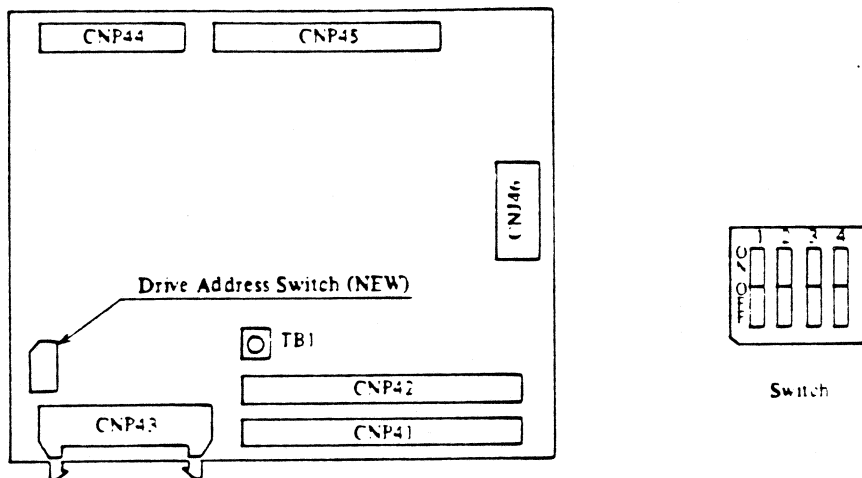 CNP44
CNP45
CNJ46
Drive Address Switch (NEW)
TB1
CNP42
CNP43
CNP41
1 2 3 4
ON
OFF
Switch